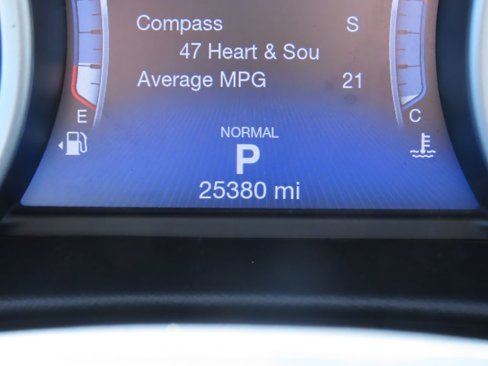 Compass S
47 Heart & Sou
Average MPG 21
E C
NORMAL
P
25380 mi